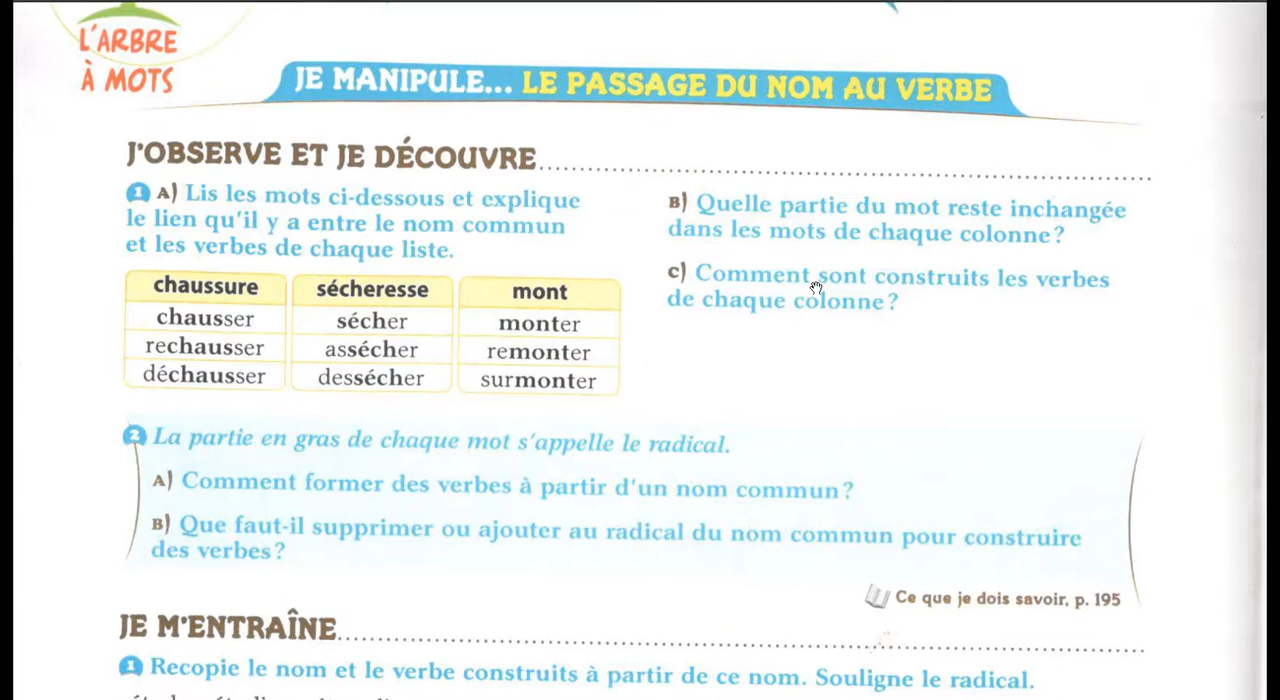 L'ARBRE
À MOTS
JE MANIPULE... LE PASSAGE DU NOM AU VERBE
J'OBSERVE ET JE DÉCOUVRE
1 A) Lis les mots ci-dessous et explique
le lien qu'il y a entre le nom commun
et les verbes de chaque liste.
chaussure sécheresse mont
chausser sécher monter
rechausser assécher remonter
déchausser dessécher surmonter
B) Quelle partie du mot reste inchangée
dans les mots de chaque colonne ?
C) Comment sont construits les verbes
de chaque colonne ?
2 La partie en gras de chaque mot s'appelle le radical.
A) Comment former des verbes à partir d'un nom commun ?
B) Que faut-il supprimer ou ajouter au radical du nom commun pour construire
des verbes ?
Ce que je dois savoir, p. 195
JE M'ENTRAÎNE
1 Recopie le nom et le verbe construits à partir de ce nom. Souligne le radical.